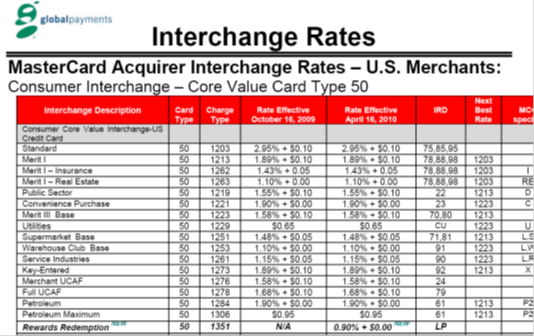 globalpayments
Interchange Rates
MasterCard Acquirer Interchange Rates – U.S. Merchants:
Consumer Interchange – Core Value Card Type 50
Interchange Description Card Type Charge Type Rate Effective October 16, 2009 Rate Effective April 16, 2010 IRD Next Best Rate MC
Consumer Core Value Interchange-US Credit Card
Standard 50 1203 2.95% + $0.10 2.95% + $0.10 75,85,95
Merit I 50 1213 1.89% + $0.10 1.89% + $0.10 78,88,98 1203
Merit I – Insurance 50 1262 1.43% + 0.05 1.43% + 0.05 78,88,98 1203 I
Merit I – Real Estate 50 1263 1.10% + 0.00 1.10% + 0.00 78,88,98 1203 RE
Public Sector 50 1219 1.55% + $0.10 1.55% + $0.10 22 1213 D
Convenience Purchase 50 1221 1.90% + $0.00 1.90% + $0.00 23 1223 C
Merit III Base 50 1223 1.58% + $0.10 1.58% + $0.10 70,80 1213
Utilities 50 1229 $0.65 $0.65 CU 1213 U
Supermarket Base 50 1251 1.48% + $0.05 1.48% + $0.05 71,81 1223 L,S
Warehouse Club Base 50 1253 1.10% + $0.00 1.10% + $0.00 91 1223 L,W
Service Industries 50 1261 1.15% + $0.05 1.15% + $0.05 90 1223 L,R
Key-Entered 50 1273 1.89% + $0.10 1.89% + $0.10 92 1213 X
Merchant UCAF 50 1276 1.58% + $0.10 1.58% + $0.10 24
Full UCAF 50 1278 1.68% + $0.10 1.68% + $0.10 79
Petroleum 50 1284 1.90% + $0.00 1.90% + $0.00 61 1213 P2
Petroleum Maximum 50 1306 $0.95 $0.95 61 1213 P2
Rewards Redemption NEW 50 1351 N/A 0.90% + $0.00 NEW LP